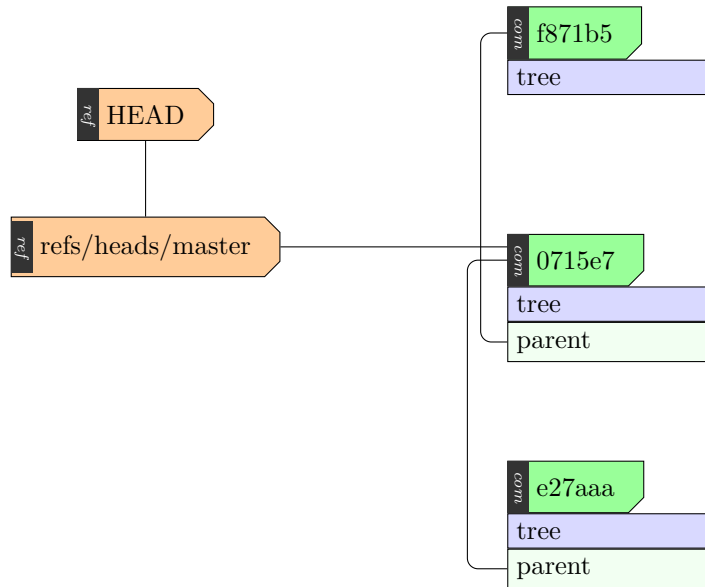 com f871b5
tree
ref HEAD
ref refs/heads/master
com 0715e7
tree
parent
com e27aaa
tree
parent